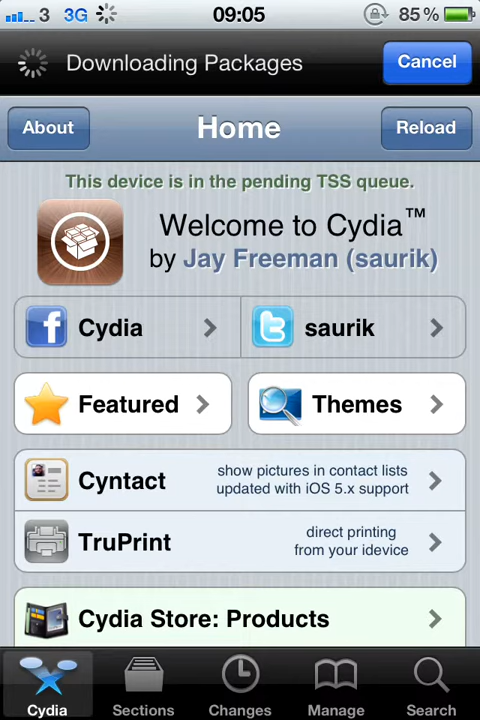 3 3G 09:05 85%
Downloading Packages Cancel
About Home Reload
This device is in the pending TSS queue.
Welcome to Cydia™
by Jay Freeman (saurik)
Cydia saurik
Featured Themes
Cyntact show pictures in contact lists
updated with iOS 5.x support
TruPrint direct printing
from your idevice
Cydia Store: Products
Cydia Sections Changes Manage Search